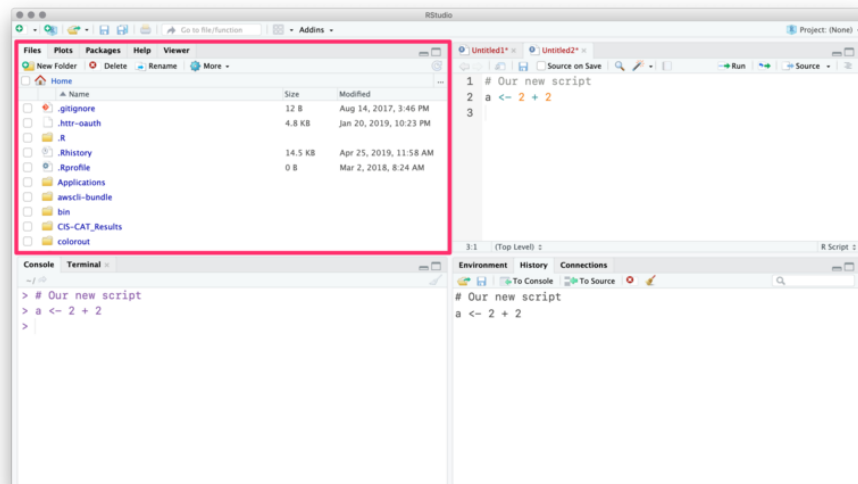 RStudio
Go to file/function Addins Project: (None)
Files Plots Packages Help Viewer
New Folder Delete Rename More
Home ...
Name Size Modified
.gitignore 12 B Aug 14, 2017, 3:46 PM
.httr-oauth 4.8 KB Jan 20, 2019, 10:23 PM
.R
.Rhistory 14.5 KB Apr 25, 2019, 11:58 AM
.Rprofile 0 B Mar 2, 2018, 8:24 AM
Applications
awscli-bundle
bin
CIS-CAT_Results
colorout
Untitled1* Untitled2*
Source on Save Run Source
1 # Our new script
2 a <- 2 + 2
3
3:1 (Top Level) R Script
Console Terminal
~/
> # Our new script
> a <- 2 + 2
>
Environment History Connections
To Console To Source
# Our new script
a <- 2 + 2